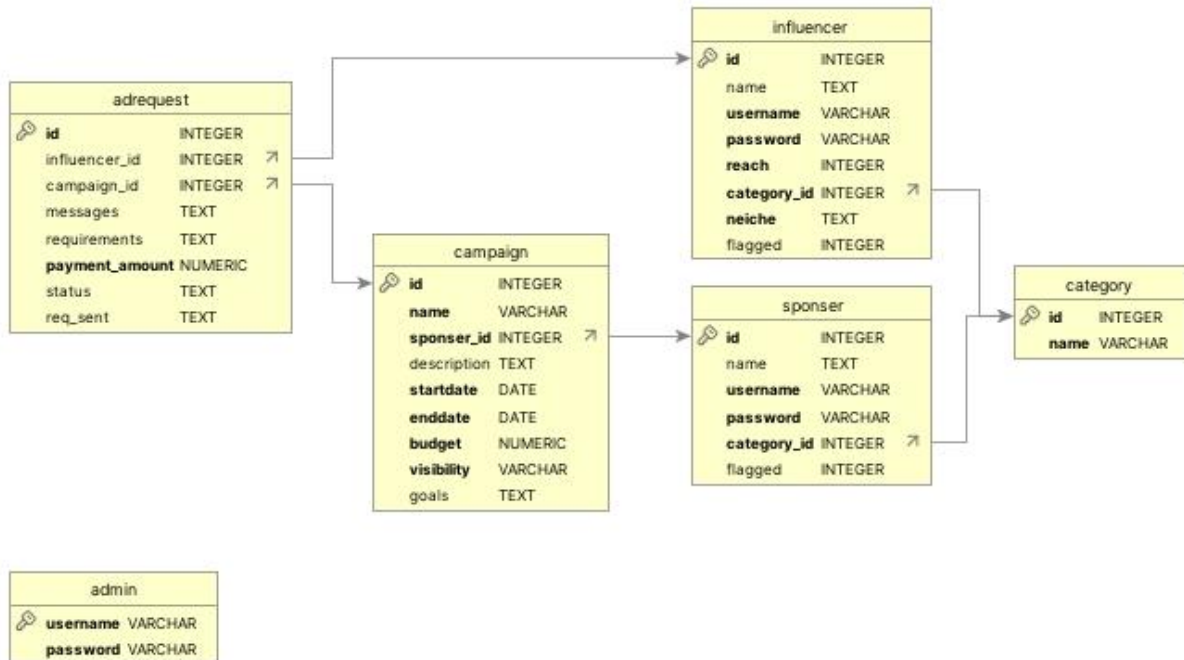 adrequest
id INTEGER
influencer_id INTEGER
campaign_id INTEGER
messages TEXT
requirements TEXT
payment_amount NUMERIC
status TEXT
req_sent TEXT
campaign
id INTEGER
name VARCHAR
sponser_id INTEGER
description TEXT
startdate DATE
enddate DATE
budget NUMERIC
visibility VARCHAR
goals TEXT
influencer
id INTEGER
name TEXT
username VARCHAR
password VARCHAR
reach INTEGER
category_id INTEGER
neiche TEXT
flagged INTEGER
sponser
id INTEGER
name TEXT
username VARCHAR
password VARCHAR
category_id INTEGER
flagged INTEGER
category
id INTEGER
name VARCHAR
admin
username VARCHAR
password VARCHAR